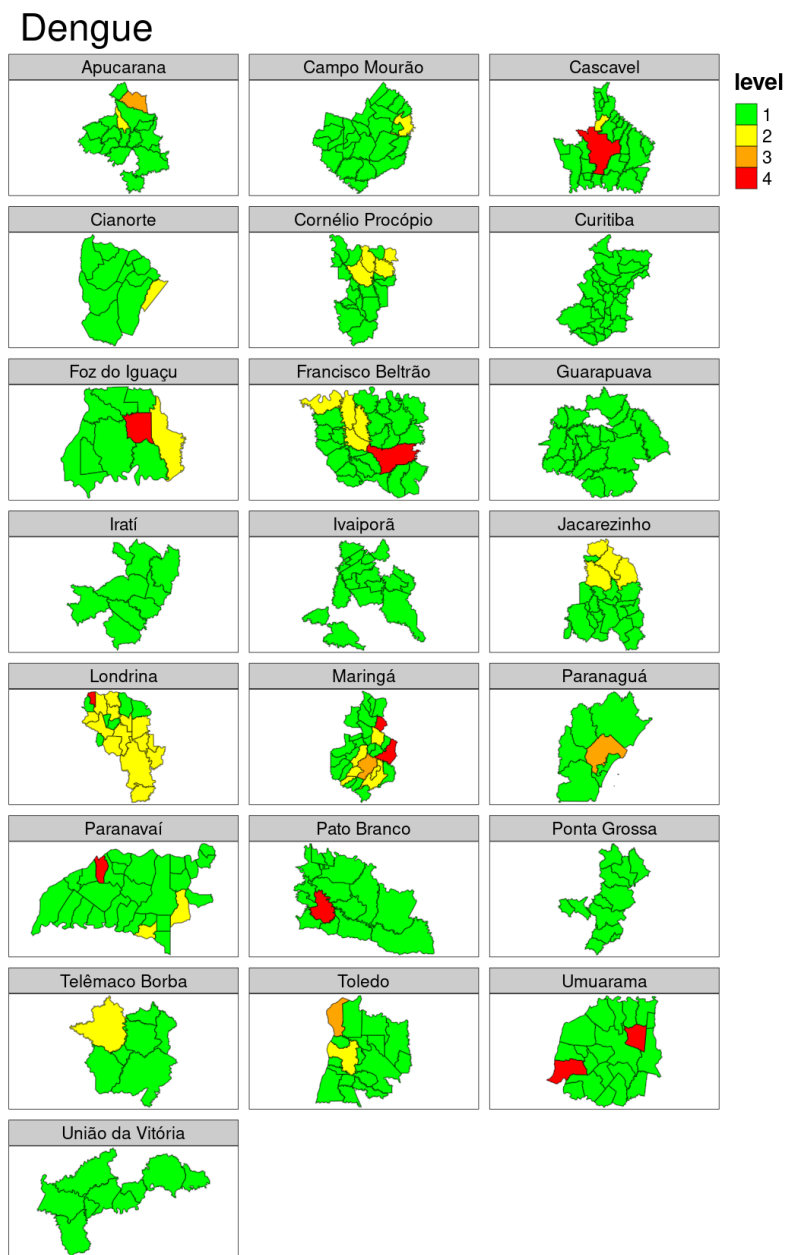 Dengue
Apucarana
Campo Mourão
Cascavel
level
1
2
3
4
Cianorte
Cornélio Procópio
Curitiba
Foz do Iguaçu
Francisco Beltrão
Guarapuava
Iratí
Ivaiporã
Jacarezinho
Londrina
Maringá
Paranaguá
Paranavaí
Pato Branco
Ponta Grossa
Telêmaco Borba
Toledo
Umuarama
União da Vitória